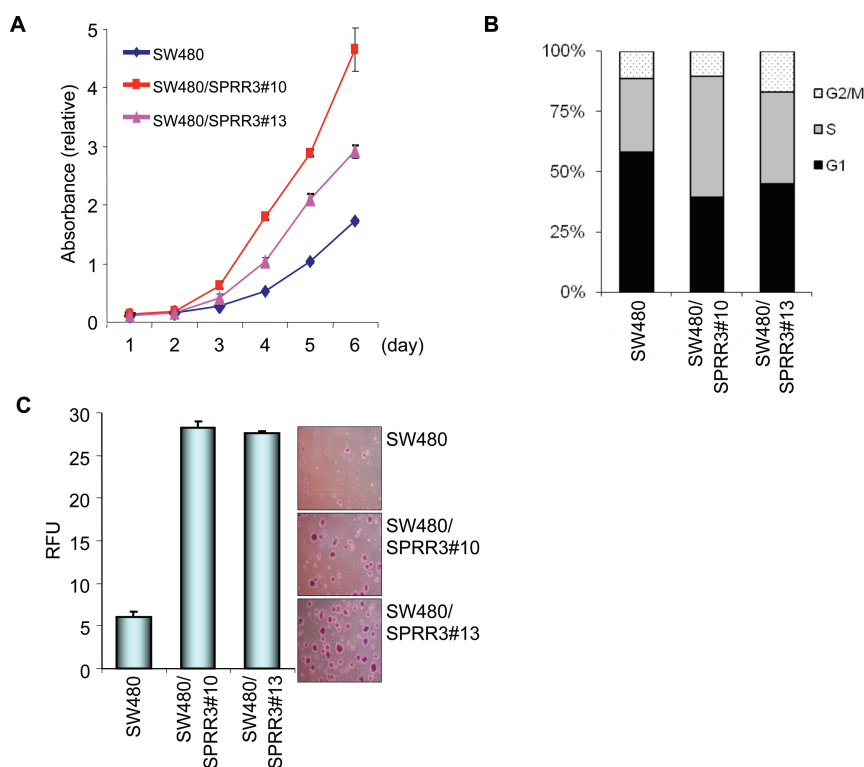 A
Absorbance (relative)
5
4
3
2
1
0
SW480
SW480/SPRR3#10
SW480/SPRR3#13
1 2 3 4 5 6 (day)
B
100%
75%
50%
25%
0%
G2/M
S
G1
SW480
SW480/
SPRR3#10
SW480/
SPRR3#13
C
RFU
30
25
20
15
10
5
0
SW480
SW480/
SPRR3#10
SW480/
SPRR3#13
SW480
SW480/
SPRR3#10
SW480/
SPRR3#13